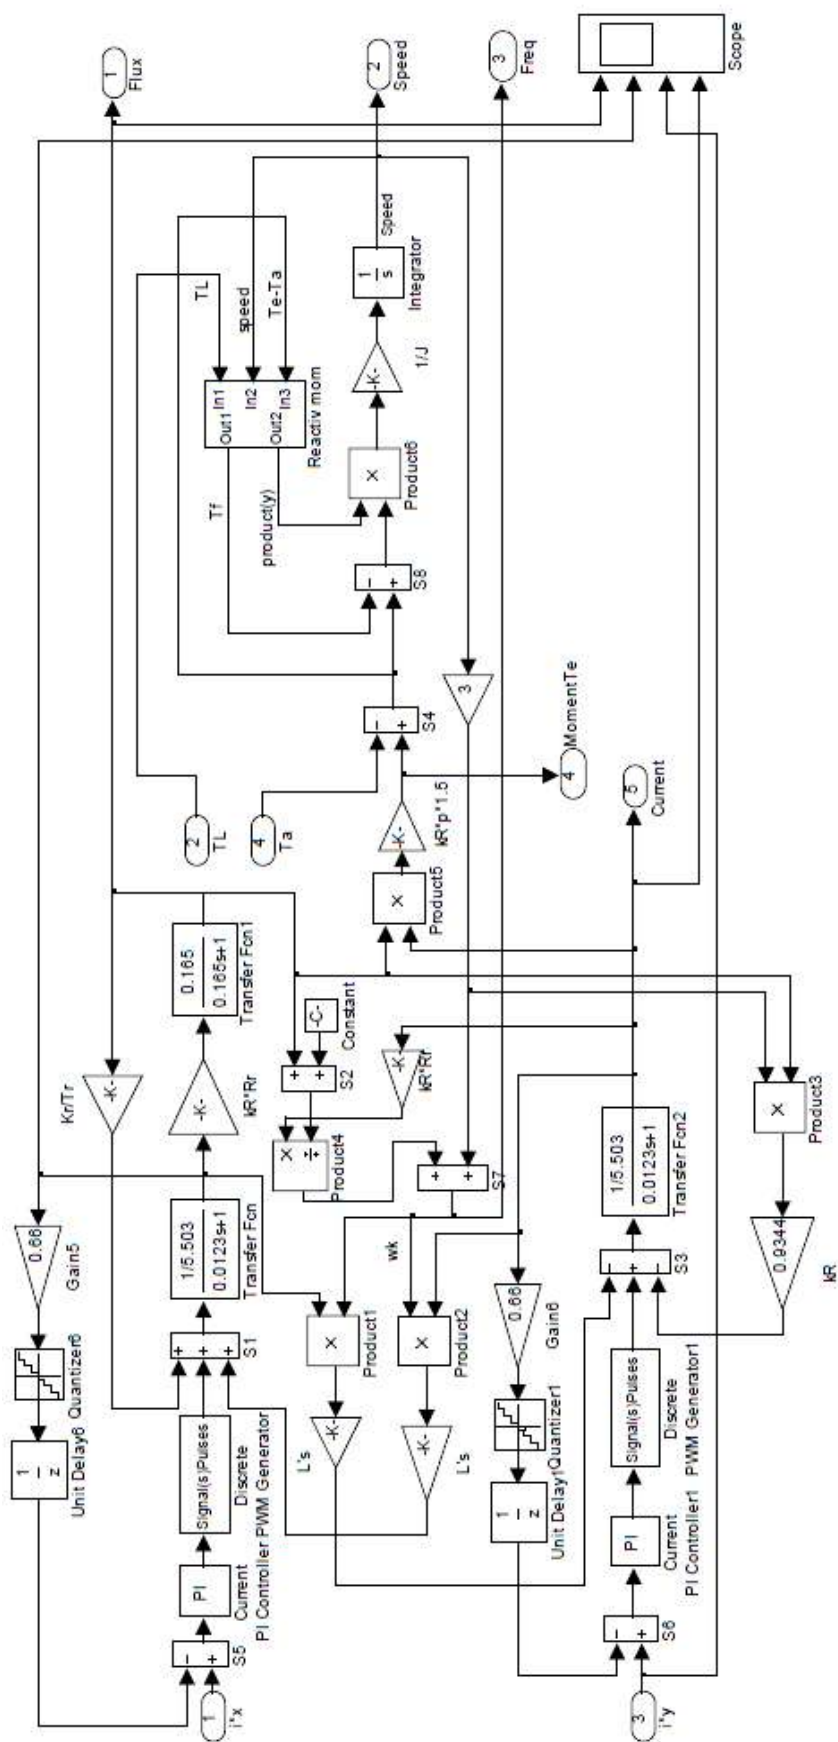 1
z
Unit Delay6
Quantizer6
0.66
Gain5
Kr/Tr
-K-
1
Flux
1
i*x
-
+
S5
PI
Current
PI Controller
Signal(s)Pulses
Discrete
PWM Generator
+
+
+
S1
1/5.503
0.0123s+1
Transfer Fcn
-K-
kR*Rr
0.165
0.165s+1
Transfer Fcn1
2
TL
4
Ta
TL
speed
Te-Ta
Tf
product(y)
Out1
In1
In2
Out2
In3
Reactiv mom
L's
-K-
×
Product1
×
÷
Product4
+
+
S2
-C-
Constant
-K-
kR*Rr
×
Product5
-K-
kR*p*1.5
-
+
S4
-
+
S8
×
Product6
-K-
1/J
1
s
Integrator
Speed
2
Speed
L's
-K-
×
Product2
wk
+
+
S7
3
3
Freq
1
z
Unit Delay1
Quantizer1
0.66
Gain6
4
MomentTe
3
i*y
-
+
S6
PI
Current
PI Controller1
Signal(s)Pulses
Discrete
PWM Generator1
-
+
-
S3
1/5.503
0.0123s+1
Transfer Fcn2
5
Current
Scope
0.9344
kR
×
Product3